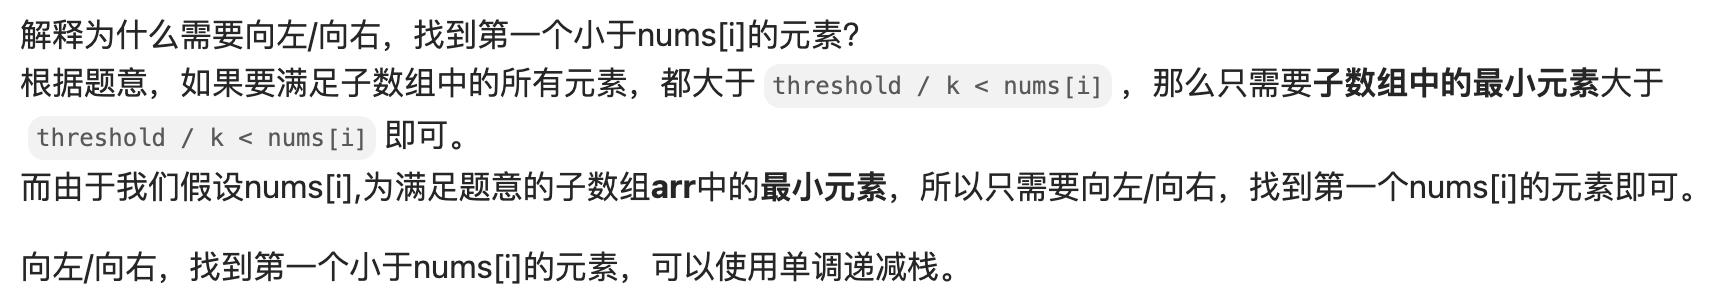 解释为什么需要向左/向右，找到第一个小于nums[i]的元素?
根据题意，如果要满足子数组中的所有元素，都大于 threshold / k < nums[i] ，那么只需要子数组中的最小元素大于
threshold / k < nums[i] 即可。
而由于我们假设nums[i],为满足题意的子数组arr中的最小元素，所以只需要向左/向右，找到第一个nums[i]的元素即可。
向左/向右，找到第一个小于nums[i]的元素，可以使用单调递减栈。